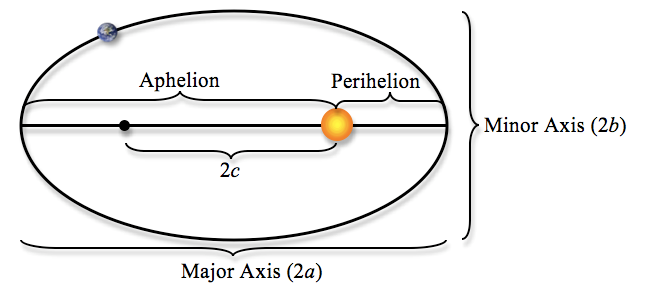 Aphelion
Perihelion
Minor Axis (2b)
2c
Major Axis (2a)